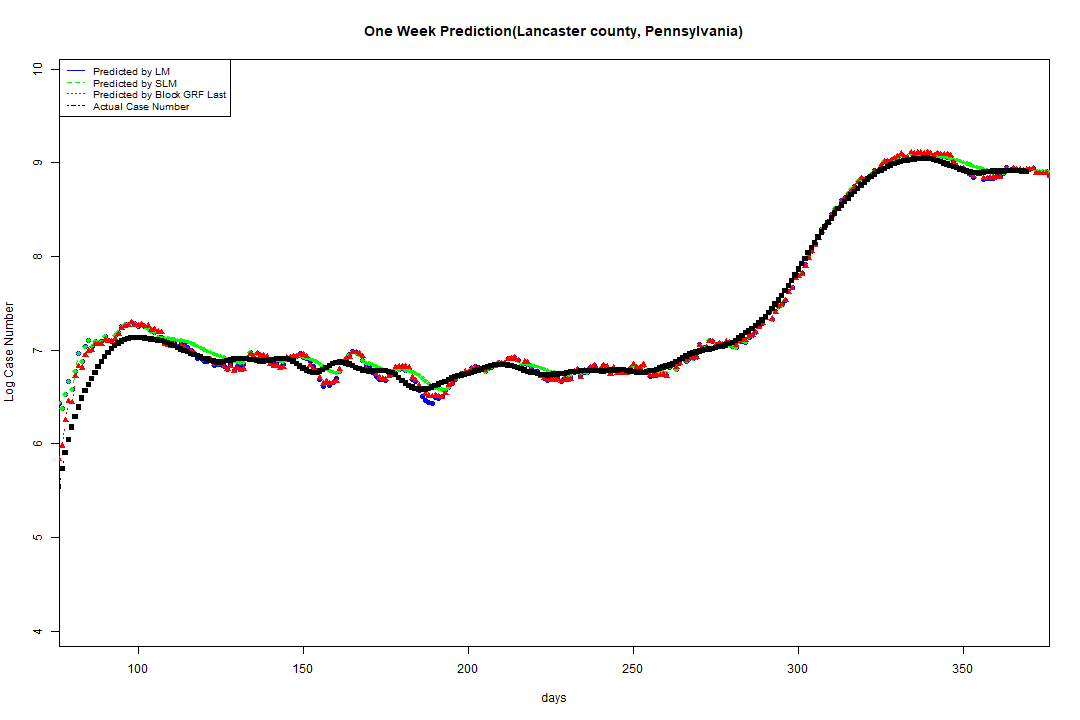 One Week Prediction(Lancaster county, Pennsylvania)
Predicted by LM
Predicted by SLM
Predicted by Block GRF Last
Actual Case Number
10
9
8
7
6
5
4
Log Case Number
100 150 200 250 300 350
days